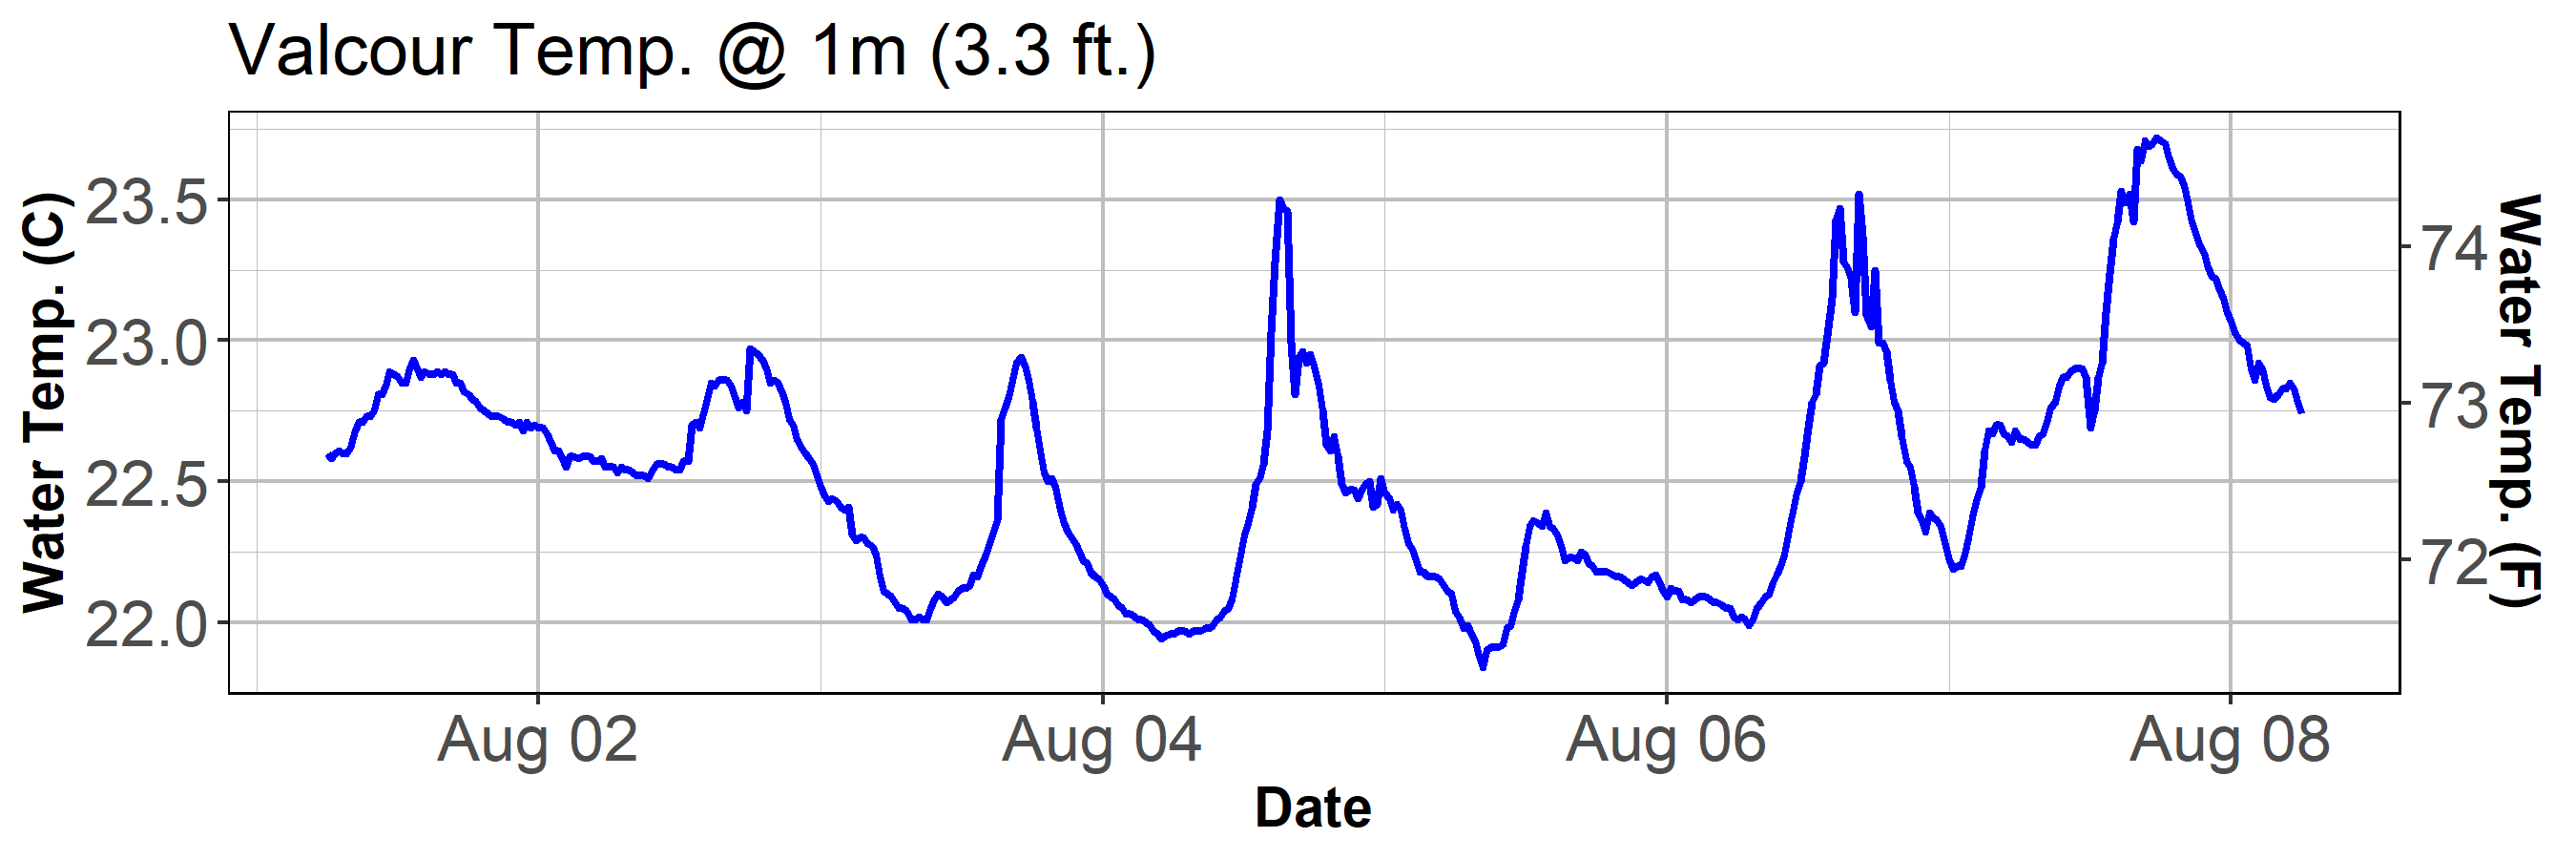 Valcour Temp. @ 1m (3.3 ft.)
Water Temp. (C)
23.5
23.0
22.5
22.0
74
73
72
Water Temp. (F)
Aug 02 Aug 04 Aug 06 Aug 08
Date